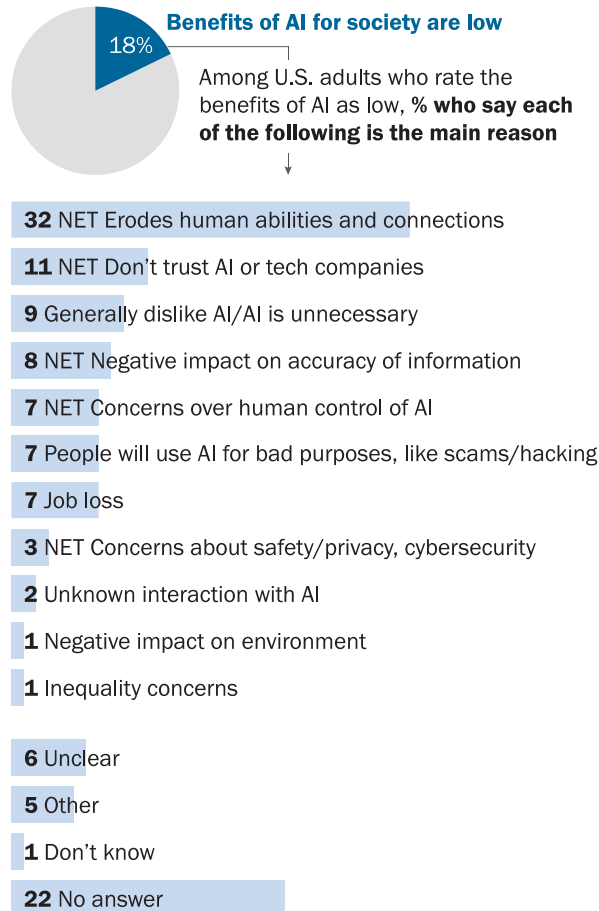 Benefits of AI for society are low
18%
Among U.S. adults who rate the
benefits of AI as low, % who say each
of the following is the main reason
32 NET Erodes human abilities and connections
11 NET Don't trust AI or tech companies
9 Generally dislike AI/AI is unnecessary
8 NET Negative impact on accuracy of information
7 NET Concerns over human control of AI
7 People will use AI for bad purposes, like scams/hacking
7 Job loss
3 NET Concerns about safety/privacy, cybersecurity
2 Unknown interaction with AI
1 Negative impact on environment
1 Inequality concerns
6 Unclear
5 Other
1 Don't know
22 No answer